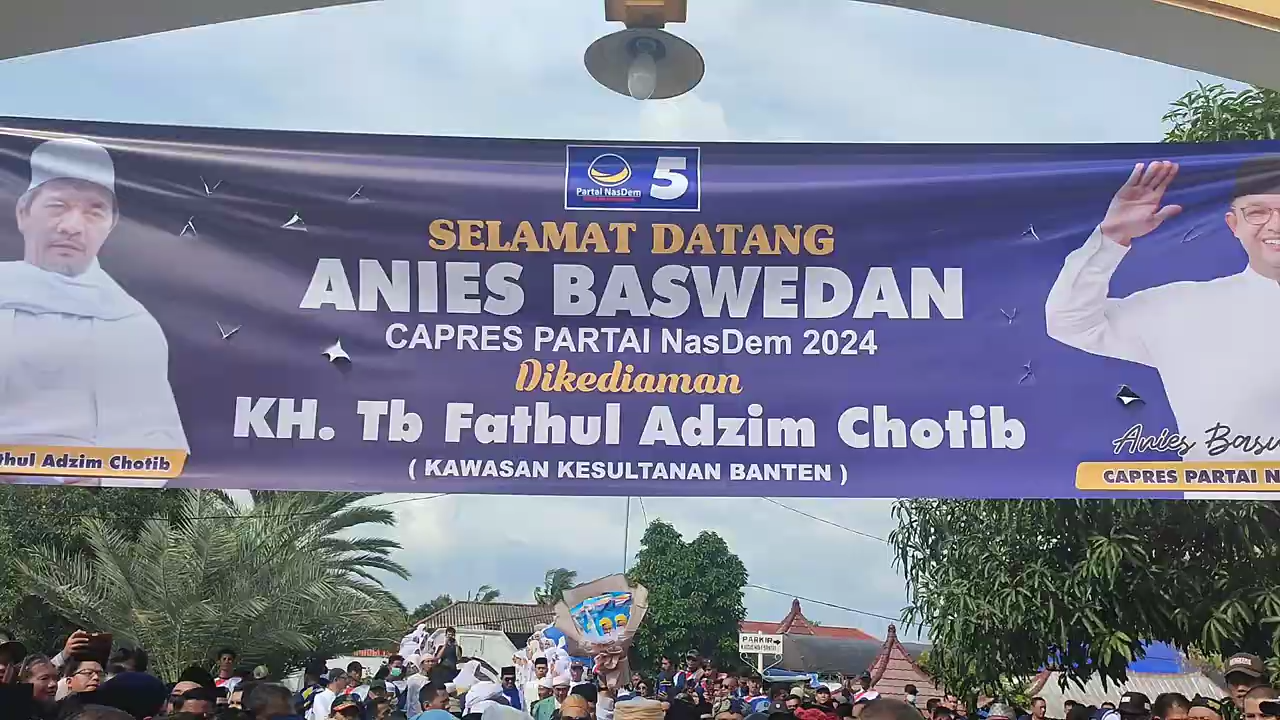 Partai NasDem
5
SELAMAT DATANG
ANIES BASWEDAN
CAPRES PARTAI NasDem 2024
Dikediaman
KH. Tb Fathul Adzim Chotib
( KAWASAN KESULTANAN BANTEN )
thul Adzim Chotib
Anies Basw
CAPRES PARTAI N
PARKIR